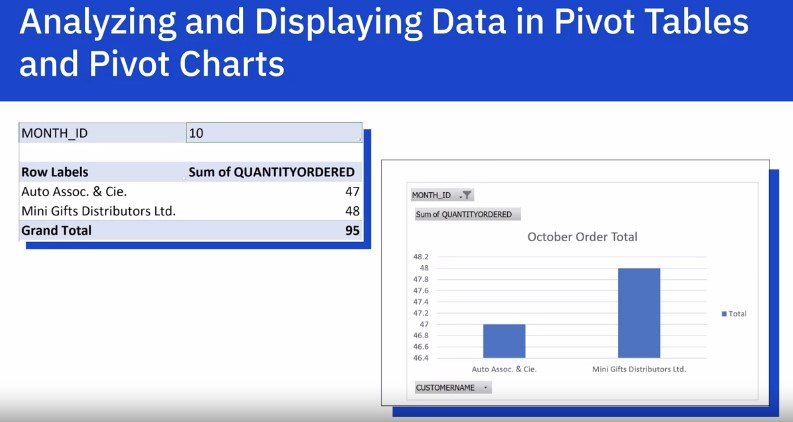 Analyzing and Displaying Data in Pivot Tables
and Pivot Charts
MONTH_ID 10
Row Labels Sum of QUANTITYORDERED
Auto Assoc. & Cie. 47
Mini Gifts Distributors Ltd. 48
Grand Total 95
MONTH_ID
Sum of QUANTITYORDERED
October Order Total
48.2
48
47.8
47.6
47.4
47.2
47
46.8
46.6
46.4
Total
Auto Assoc. & Cie. Mini Gifts Distributors Ltd.
CUSTOMERNAME